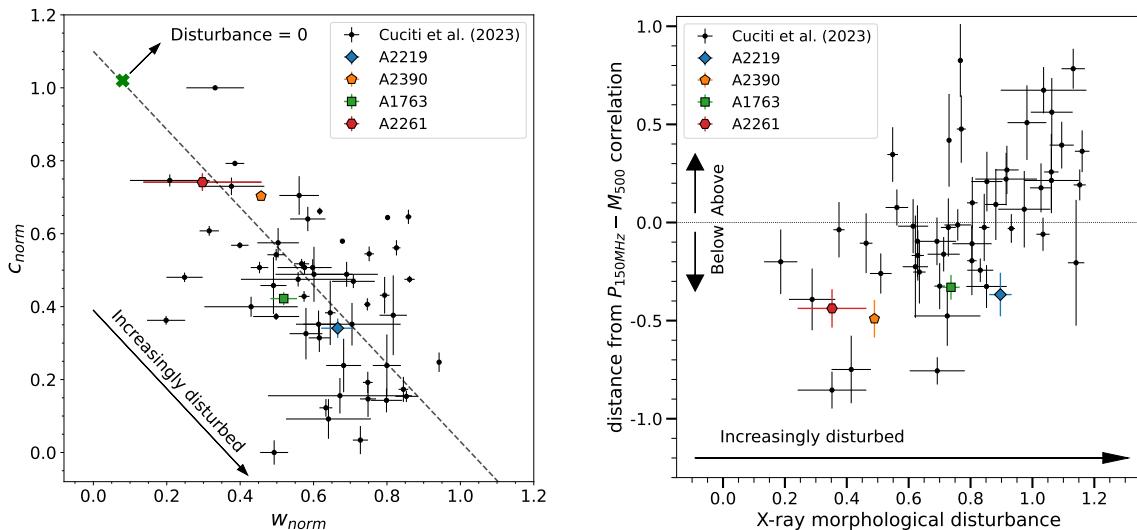 1.2
1.0
0.8
0.6
0.4
0.2
0.0
c_norm
0.0
0.2
0.4
0.6
0.8
1.0
1.2
w_norm
Disturbance = 0
Increasingly disturbed
Cuciti et al. (2023)
A2219
A2390
A1763
A2261
1.0
0.5
0.0
-0.5
-1.0
distance from P_150MHz − M_500 correlation
0.0
0.2
0.4
0.6
0.8
1.0
1.2
X-ray morphological disturbance
Cuciti et al. (2023)
A2219
A2390
A1763
A2261
Above
Below
Increasingly disturbed